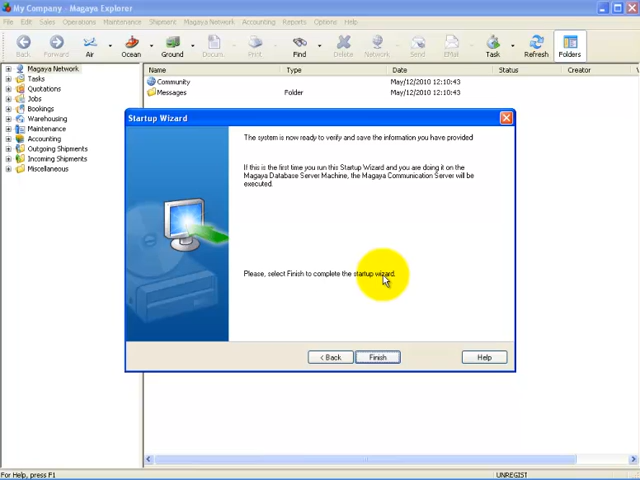 My Company - Magaya Explorer
File Edit Sales Operations Maintenance Shipment Magaya Network Accounting Reports Options Help
Back Forward Air Ocean Ground Docum. Print Find Delete Network Send EMail Task Refresh Folders
Magaya Network
Tasks
Quotations
Jobs
Bookings
Warehousing
Maintenance
Accounting
Outgoing Shipments
Incoming Shipments
Miscellaneous
Name Type Date Status Creator
Community May/12/2010 12:10:43
Messages Folder May/12/2010 12:10:43
Startup Wizard
The system is now ready to verify and save the information you have provided
If this is the first time you run this Startup Wizard and you are doing it on the
Magaya Database Server Machine, the Magaya Communication Server will be
executed.
Please, select Finish to complete the startup wizard.
< Back Finish Help
For Help, press F1 UNREGIST